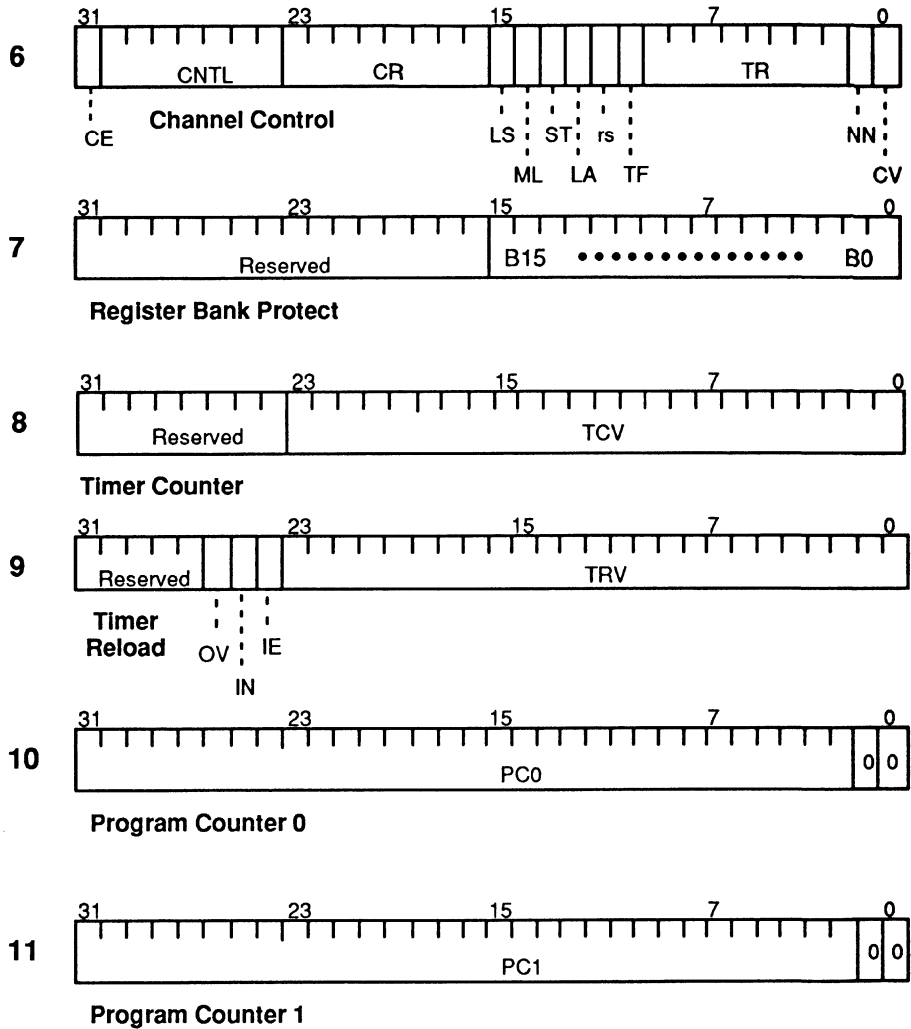 31 23 15 7 0
6
CNTL CR TR
Channel Control
CE LS ST rs NN
ML LA TF CV
31 23 15 7 0
7
Reserved B15 B0
Register Bank Protect
31 23 15 7 0
8
Reserved TCV
Timer Counter
31 23 15 7 0
9
Reserved TRV
Timer
Reload
OV IE
IN
31 23 15 7 0
10
PC0 0 0
Program Counter 0
31 23 15 7 0
11
PC1 0 0
Program Counter 1